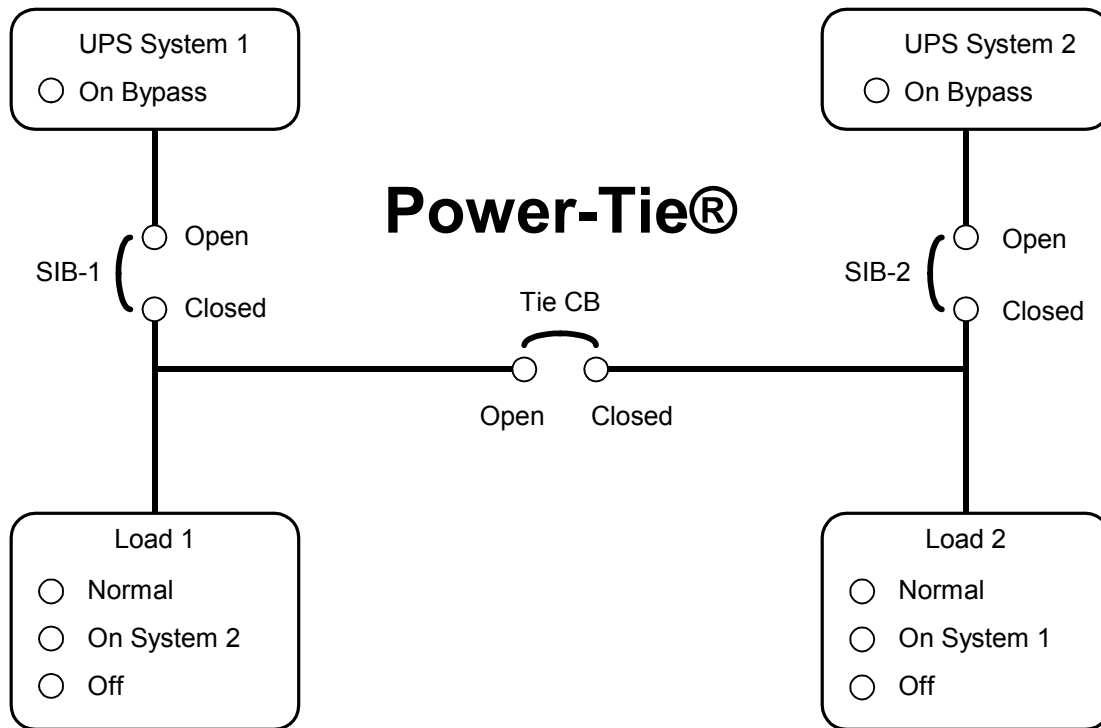 UPS System 1
On Bypass
UPS System 2
On Bypass
Power-Tie®
SIB-1
Open
Closed
Tie CB
Open
Closed
SIB-2
Open
Closed
Load 1
Normal
On System 2
Off
Load 2
Normal
On System 1
Off